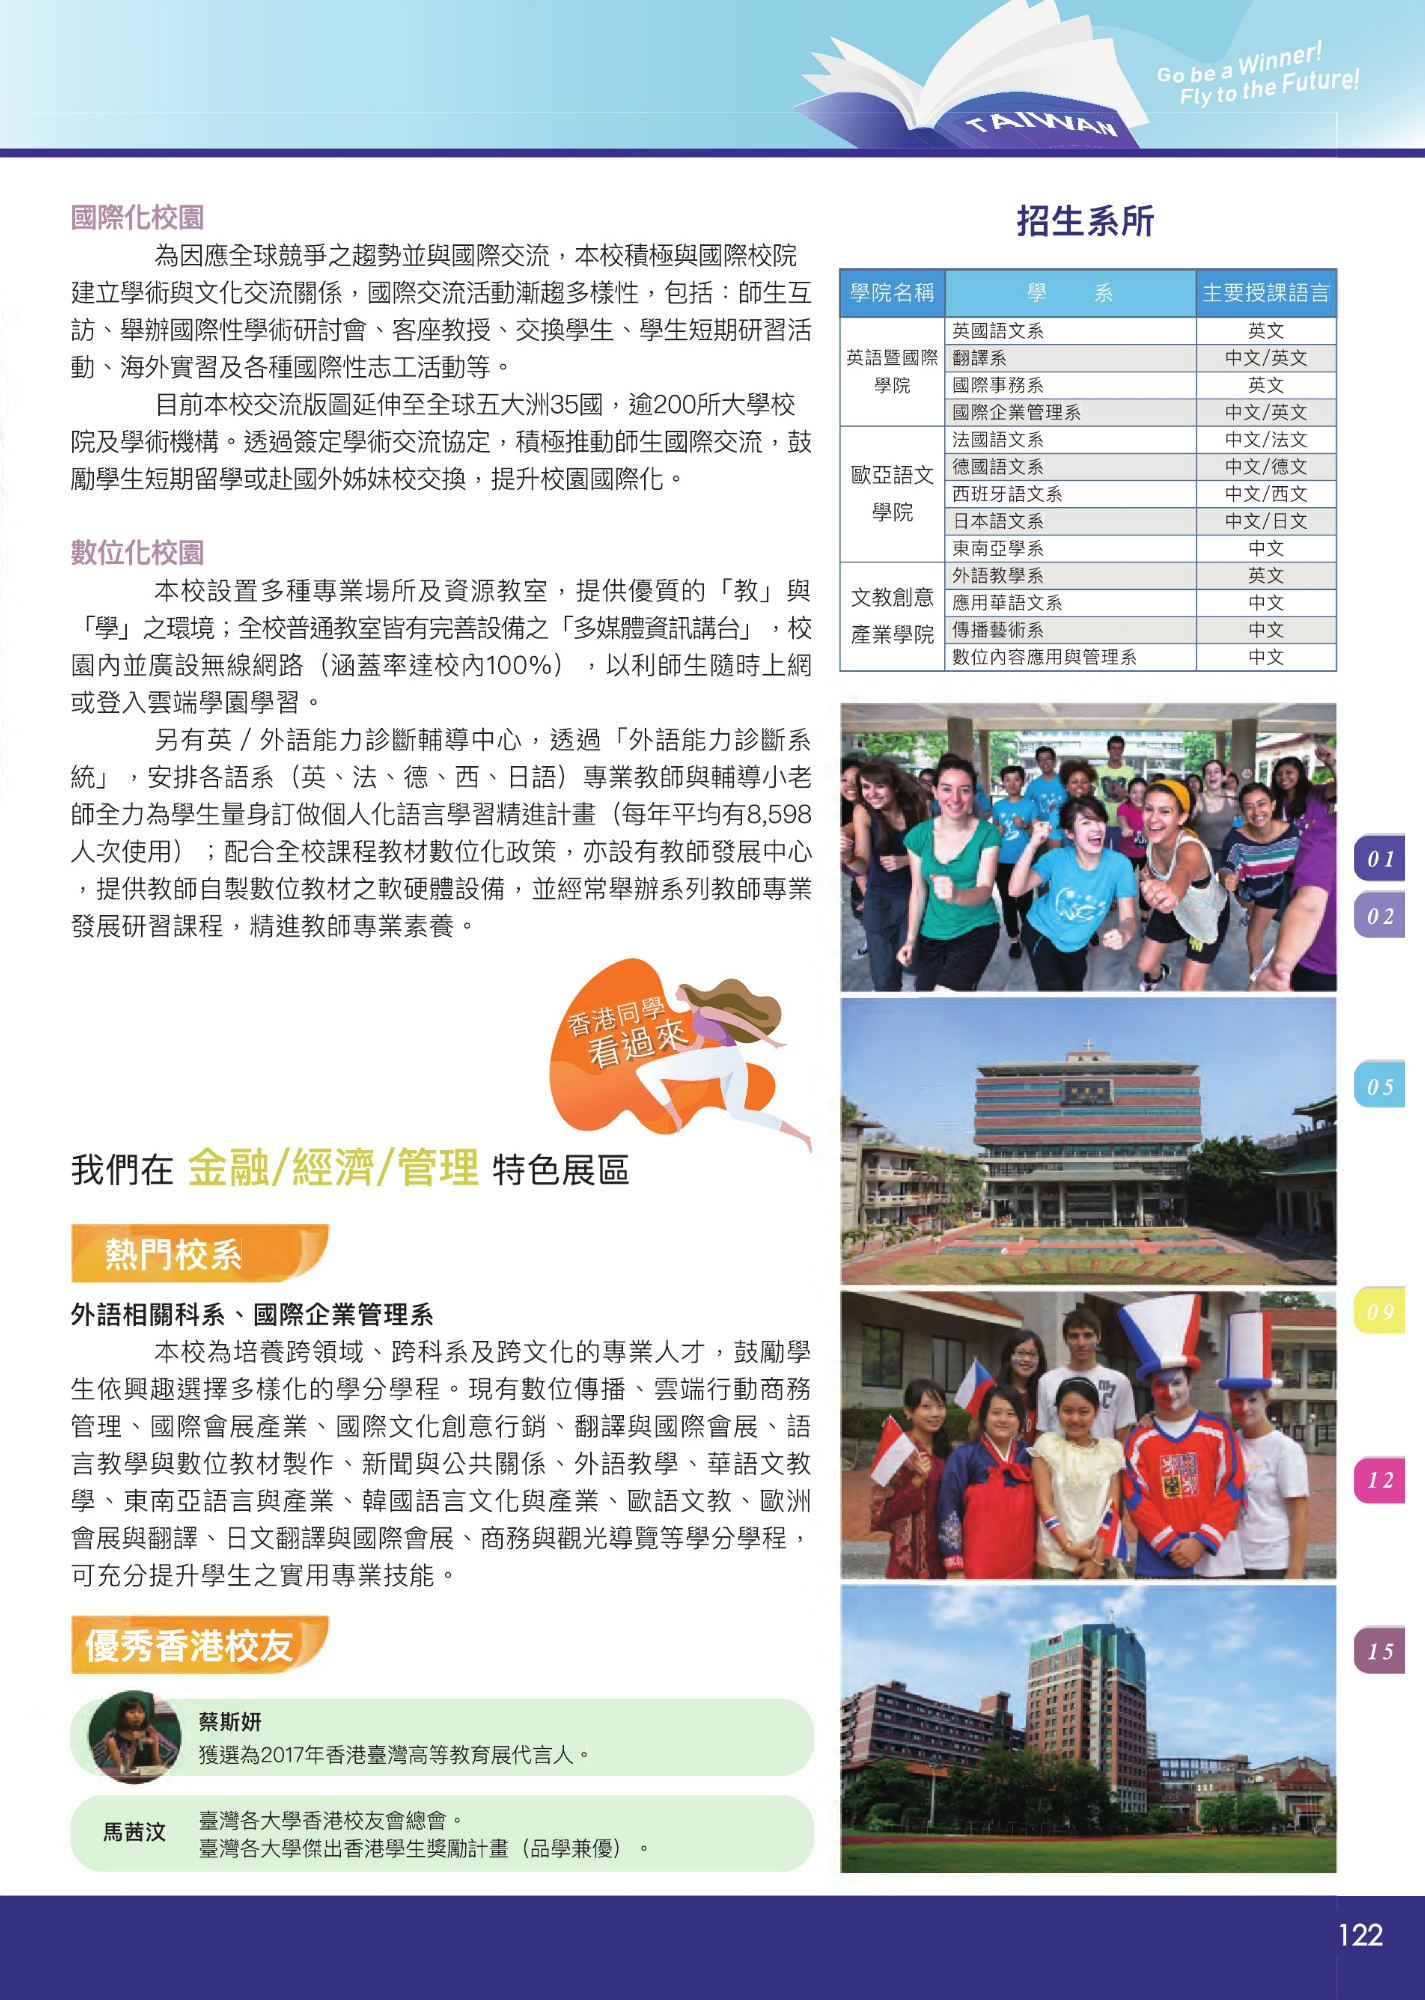 Go be a Winner!
Fly to the Future!
TAIWAN
國際化校園
為因應全球競爭之趨勢並與國際交流，本校積極與國際校院
建立學術與文化交流關係，國際交流活動漸趨多樣性，包括：師生互
訪、舉辦國際性學術研討會、客座教授、交換學生、學生短期研習活
動、海外實習及各種國際性志工活動等。
目前本校交流版圖延伸至全球五大洲35國，逾200所大學校
院及學術機構。透過簽定學術交流協定，積極推動師生國際交流，鼓
勵學生短期留學或赴國外姊妹校交換，提升校園國際化。
數位化校園
本校設置多種專業場所及資源教室，提供優質的「教」與
「學」之環境；全校普通教室皆有完善設備之「多媒體資訊講台」，校
園內並廣設無線網路（涵蓋率達校內100%），以利師生隨時上網
或登入雲端學園學習。
另有英／外語能力診斷輔導中心，透過「外語能力診斷系
統」，安排各語系（英、法、德、西、日語）專業教師與輔導小老
師全力為學生量身訂做個人化語言學習精進計畫（每年平均有8,598
人次使用）；配合全校課程教材數位化政策，亦設有教師發展中心
，提供教師自製數位教材之軟硬體設備，並經常舉辦系列教師專業
發展研習課程，精進教師專業素養。
香港同學
看過來
我們在 金融/經濟/管理 特色展區
熱門校系
外語相關科系、國際企業管理系
本校為培養跨領域、跨科系及跨文化的專業人才，鼓勵學
生依興趣選擇多樣化的學分學程。現有數位傳播、雲端行動商務
管理、國際會展產業、國際文化創意行銷、翻譯與國際會展、語
言教學與數位教材製作、新聞與公共關係、外語教學、華語文教
學、東南亞語言與產業、韓國語言文化與產業、歐語文教、歐洲
會展與翻譯、日文翻譯與國際會展、商務與觀光導覽等學分學程，
可充分提升學生之實用專業技能。
優秀香港校友
蔡斯妍
獲選為2017年香港臺灣高等教育展代言人。
馬茜汶
臺灣各大學香港校友會總會。
臺灣各大學傑出香港學生獎勵計畫（品學兼優）。
招生系所
學院名稱 學 系 主要授課語言
英語暨國際
學院
英國語文系 英文
翻譯系 中文/英文
國際事務系 英文
國際企業管理系 中文/英文
歐亞語文
學院
法國語文系 中文/法文
德國語文系 中文/德文
西班牙語文系 中文/西文
日本語文系 中文/日文
東南亞學系 中文
文教創意
產業學院
外語教學系 英文
應用華語文系 中文
傳播藝術系 中文
數位內容應用與管理系 中文
01
02
05
09
12
15
122